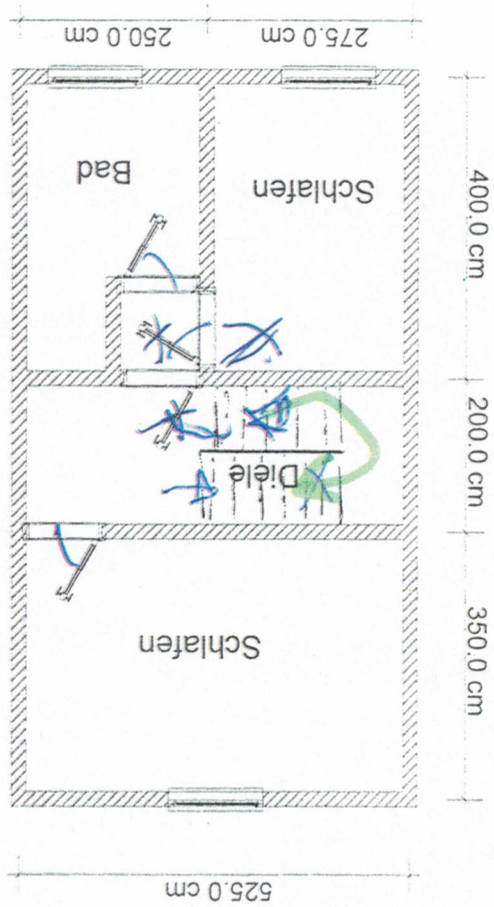 525.0 cm
Schlafen
350.0 cm
Diele
200.0 cm
Schlafen
Bad
400.0 cm
275.0 cm
250.0 cm